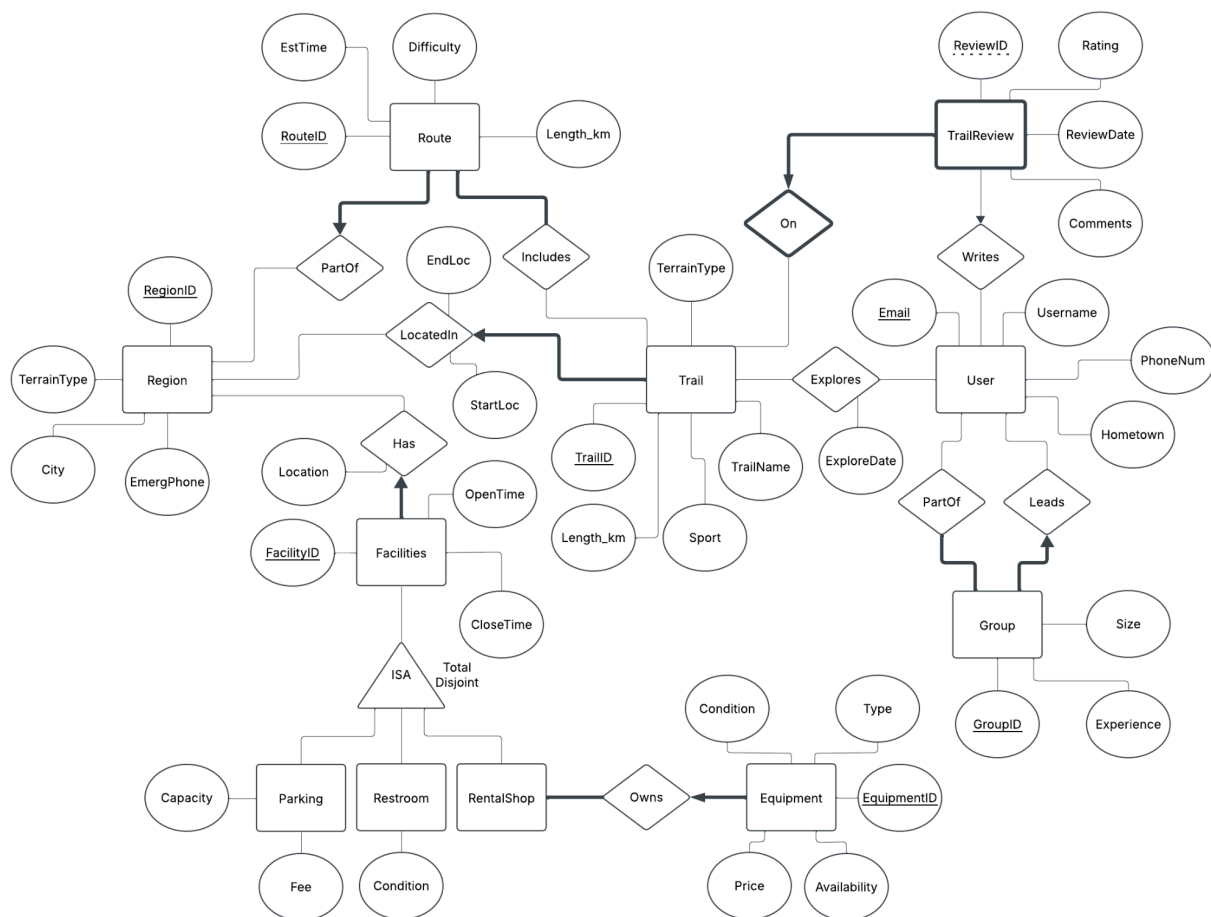 EstTime
Difficulty
ReviewID
Rating
RouteID
Route
Length_km
TrailReview
ReviewDate
Comments
On
PartOf
Includes
EndLoc
TerrainType
Writes
RegionID
Email
Username
LocatedIn
TerrainType
Region
Trail
Explores
User
PhoneNum
StartLoc
Has
TrailID
TrailName
ExploreDate
Hometown
City
EmergPhone
Location
OpenTime
PartOf
Leads
FacilityID
Facilities
Length_km
Sport
CloseTime
Group
Size
ISA
Total
Disjoint
Condition
Type
GroupID
Experience
Capacity
Parking
Restroom
RentalShop
Owns
Equipment
EquipmentID
Fee
Condition
Price
Availability